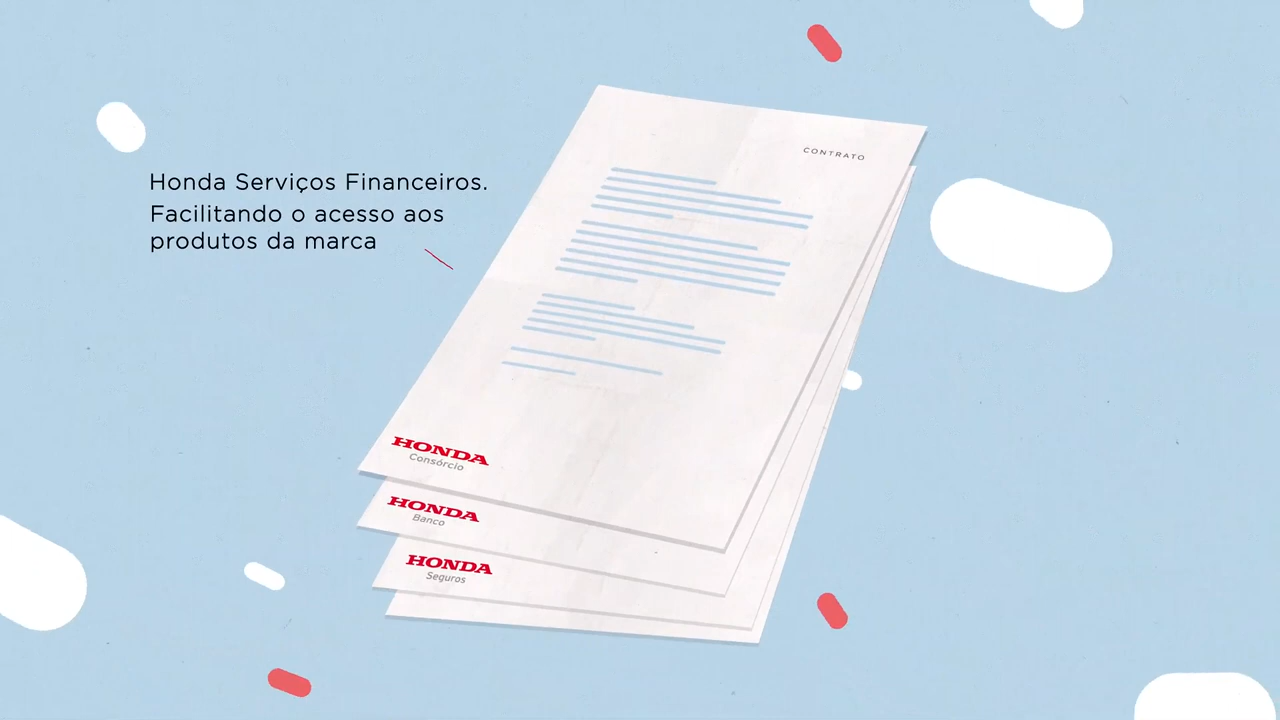 Honda Serviços Financeiros.
Facilitando o acesso aos
produtos da marca
CONTRATO
HONDA
Consórcio
HONDA
Banco
HONDA
Seguros